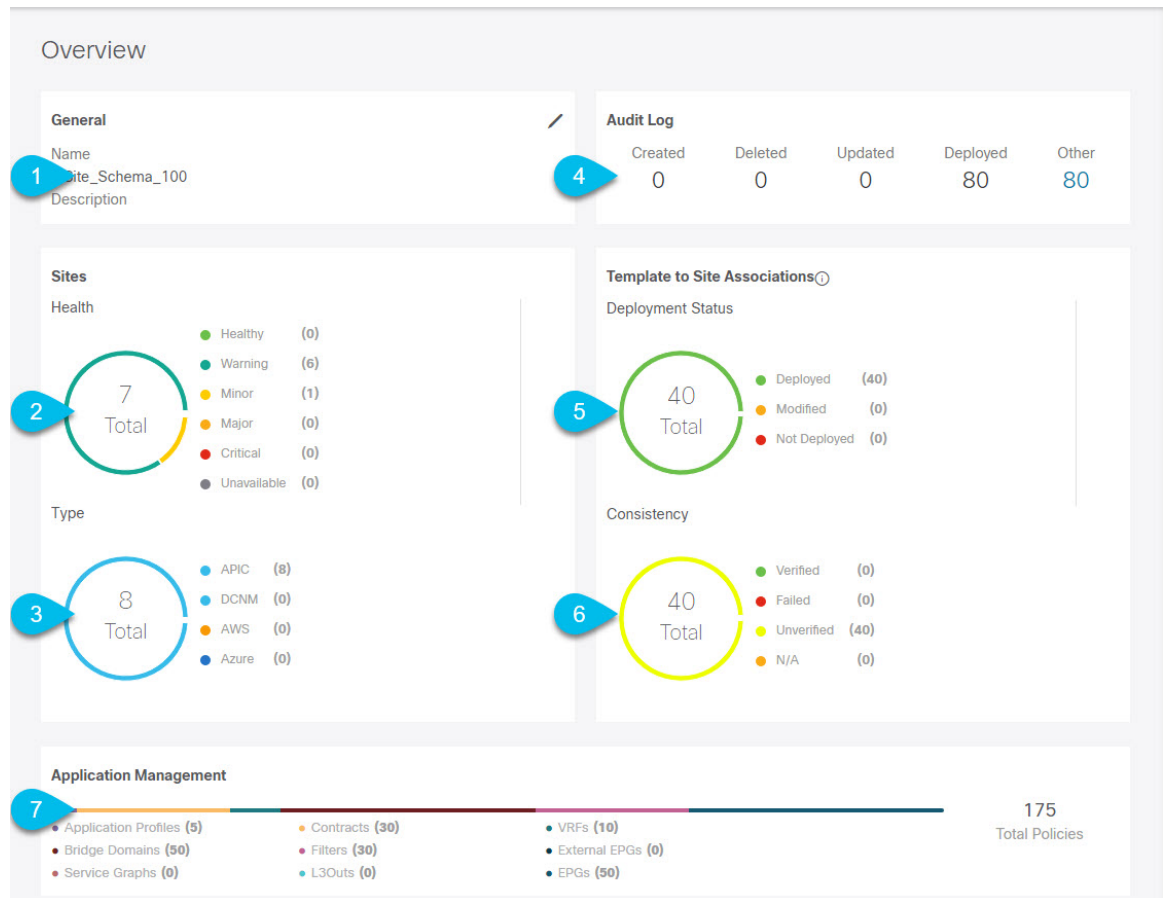 Overview
General
Name
1
Site_Schema_100
Description
Audit Log
Created Deleted Updated Deployed Other
4
0 0 0 80 80
Sites
Health
2
7
Total
Healthy (0)
Warning (6)
Minor (1)
Major (0)
Critical (0)
Unavailable (0)
Type
3
8
Total
APIC (8)
DCNM (0)
AWS (0)
Azure (0)
Template to Site Associations
Deployment Status
5
40
Total
Deployed (40)
Modified (0)
Not Deployed (0)
Consistency
6
40
Total
Verified (0)
Failed (0)
Unverified (40)
N/A (0)
Application Management
7
Application Profiles (5) Contracts (30) VRFs (10)
Bridge Domains (50) Filters (30) External EPGs (0)
Service Graphs (0) L3Outs (0) EPGs (50)
175
Total Policies